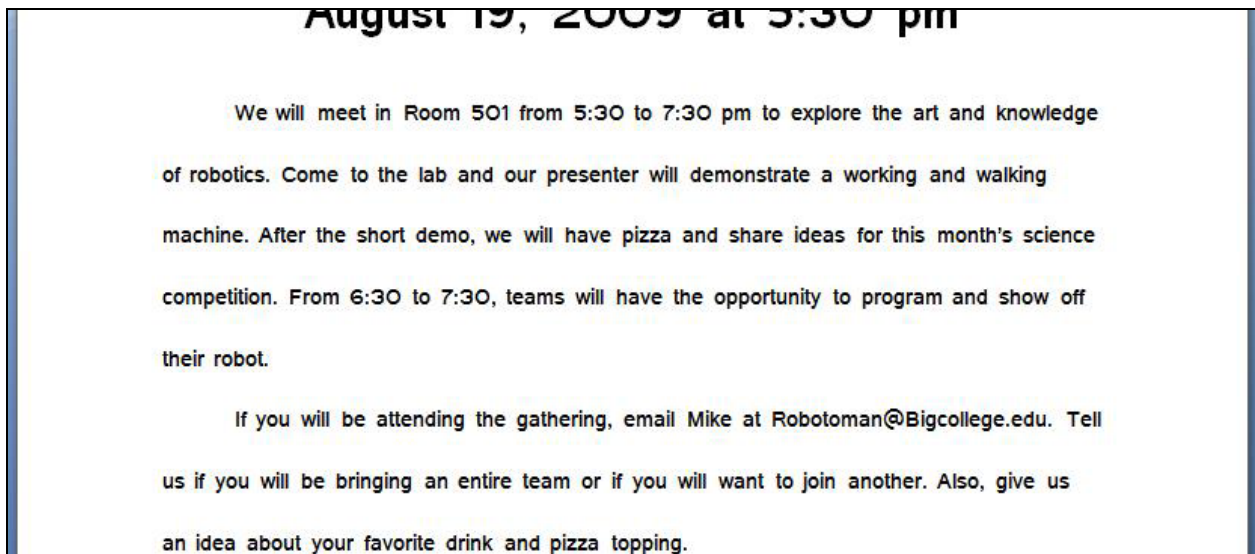 August 19, 2009 at 5:30 pm
We will meet in Room 501 from 5:30 to 7:30 pm to explore the art and knowledge
of robotics. Come to the lab and our presenter will demonstrate a working and walking
machine. After the short demo, we will have pizza and share ideas for this month's science
competition. From 6:30 to 7:30, teams will have the opportunity to program and show off
their robot.
If you will be attending the gathering, email Mike at Robotoman@Bigcollege.edu. Tell
us if you will be bringing an entire team or if you will want to join another. Also, give us
an idea about your favorite drink and pizza topping.